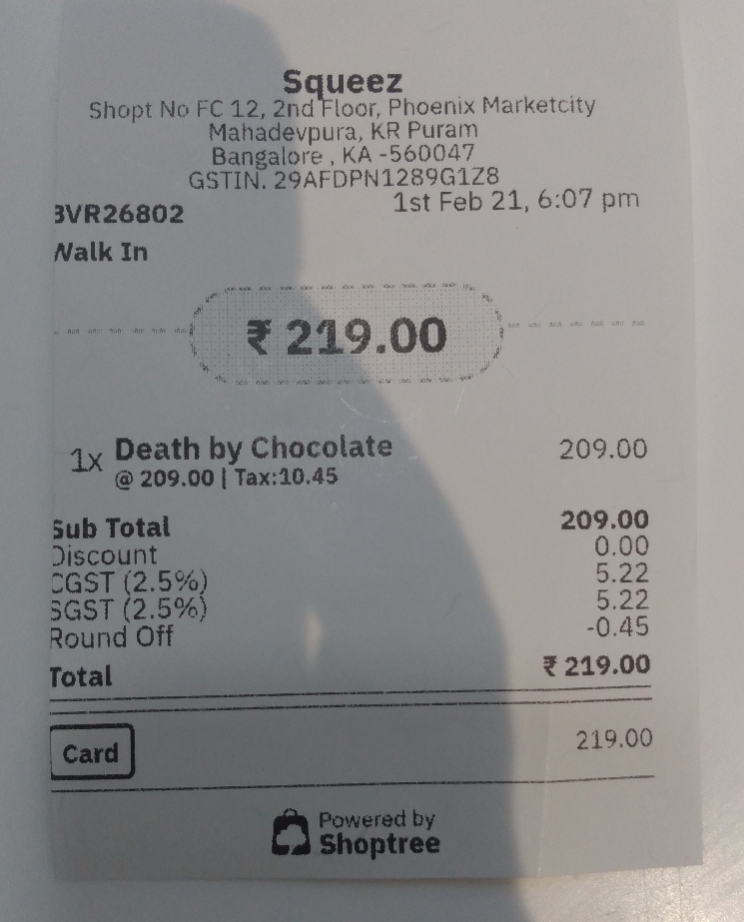 Squeez
Shopt No FC 12, 2nd Floor, Phoenix Marketcity
Mahadevpura, KR Puram
Bangalore , KA -560047
GSTIN. 29AFDPN1289G1Z8
1st Feb 21, 6:07 pm
3VR26802
Walk In
₹ 219.00
1x Death by Chocolate 209.00
@ 209.00 | Tax:10.45
Sub Total 209.00
Discount 0.00
CGST (2.5%) 5.22
SGST (2.5%) 5.22
Round Off -0.45
Total ₹ 219.00
Card 219.00
Powered by
Shoptree